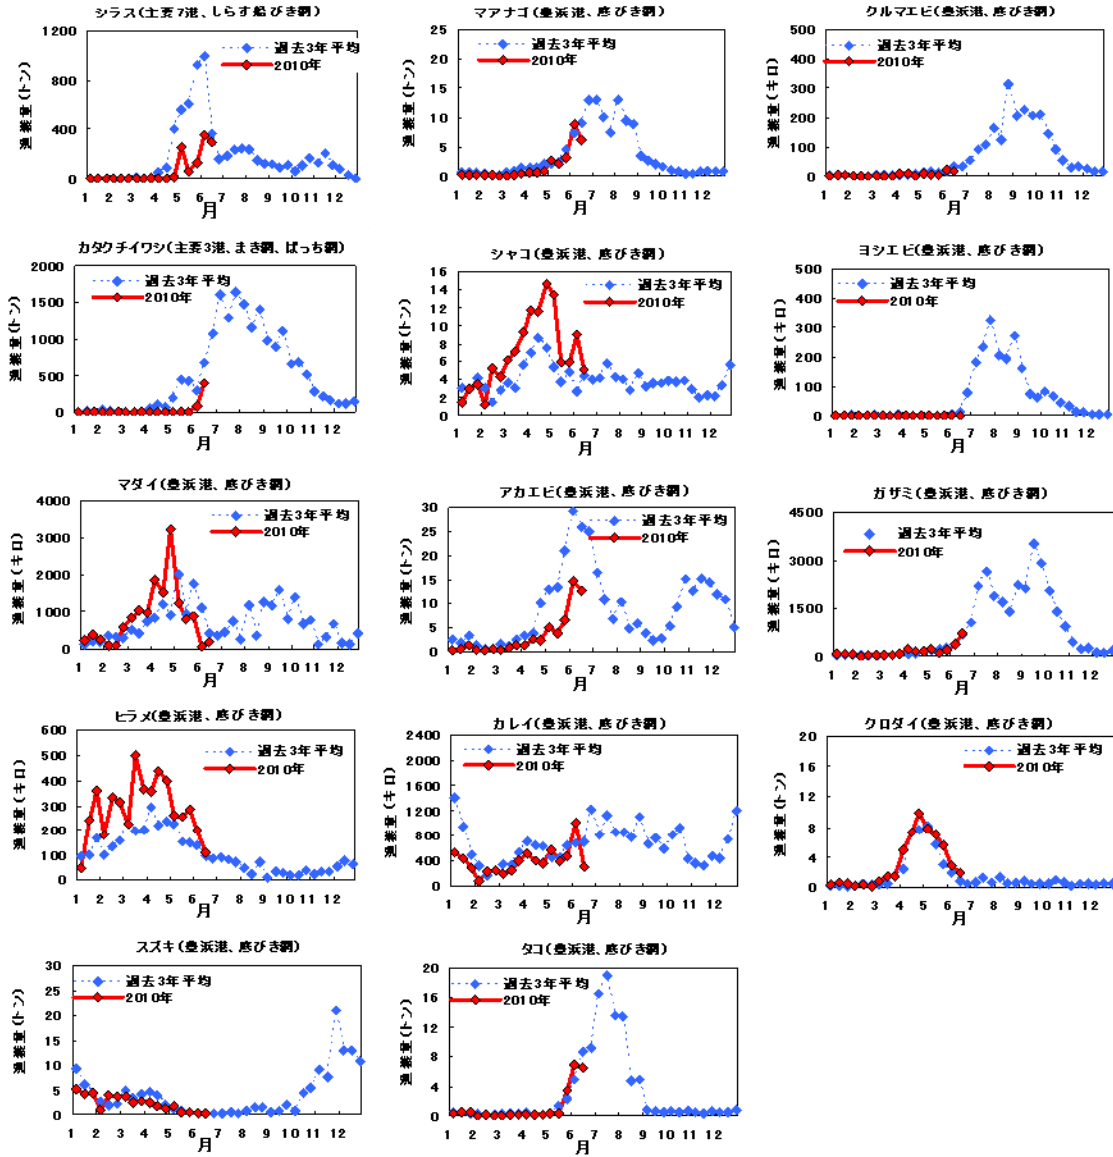 シラス(主要7港、しらす船びき網)
漁獲量(トン)
1200
800
400
0
過去3年平均
2010年
1 2 3 4 5 6 7 8 9 10 11 12
月
マアナゴ(豊浜港、底びき網)
漁獲量(トン)
25
20
15
10
5
0
過去3年平均
2010年
1 2 3 4 5 6 7 8 9 10 11 12
月
クルマエビ(豊浜港、底びき網)
漁獲量(キロ)
500
400
300
200
100
0
過去3年平均
2010年
1 2 3 4 5 6 7 8 9 10 11 12
月
カタクチイワシ(主要3港、まき網、ばっち網)
漁獲量(トン)
2000
1500
1000
500
0
過去3年平均
2010年
1 2 3 4 5 6 7 8 9 10 11 12
月
シャコ(豊浜港、底びき網)
漁獲量(トン)
16
14
12
10
8
6
4
2
0
過去3年平均
2010年
1 2 3 4 5 6 7 8 9 10 11 12
月
ヨシエビ(豊浜港、底びき網)
漁獲量(キロ)
500
400
300
200
100
0
過去3年平均
2010年
1 2 3 4 5 6 7 8 9 10 11 12
月
マダイ(豊浜港、底びき網)
漁獲量(キロ)
4000
3000
2000
1000
0
過去3年平均
2010年
1 2 3 4 5 6 7 8 9 10 11 12
月
アカエビ(豊浜港、底びき網)
漁獲量(トン)
30
25
20
15
10
5
0
過去3年平均
2010年
1 2 3 4 5 6 7 8 9 10 11 12
月
ガザミ(豊浜港、底びき網)
漁獲量(キロ)
4500
3000
1500
0
過去3年平均
2010年
1 2 3 4 5 6 7 8 9 10 11 12
月
ヒラメ(豊浜港、底びき網)
漁獲量(キロ)
600
500
400
300
200
100
0
過去3年平均
2010年
1 2 3 4 5 6 7 8 9 10 11 12
月
カレイ(豊浜港、底びき網)
漁獲量(キロ)
2400
2000
1600
1200
800
400
0
過去3年平均
2010年
1 2 3 4 5 6 7 8 9 10 11 12
月
クロダイ(豊浜港、底びき網)
漁獲量(トン)
20
16
12
8
4
0
過去3年平均
2010年
1 2 3 4 5 6 7 8 9 10 11 12
月
スズキ(豊浜港、底びき網)
漁獲量(トン)
30
25
20
15
10
5
0
過去3年平均
2010年
1 2 3 4 5 6 7 8 9 10 11 12
月
タコ(豊浜港、底びき網)
漁獲量(トン)
20
16
12
8
4
0
過去3年平均
2010年
1 2 3 4 5 6 7 8 9 10 11 12
月